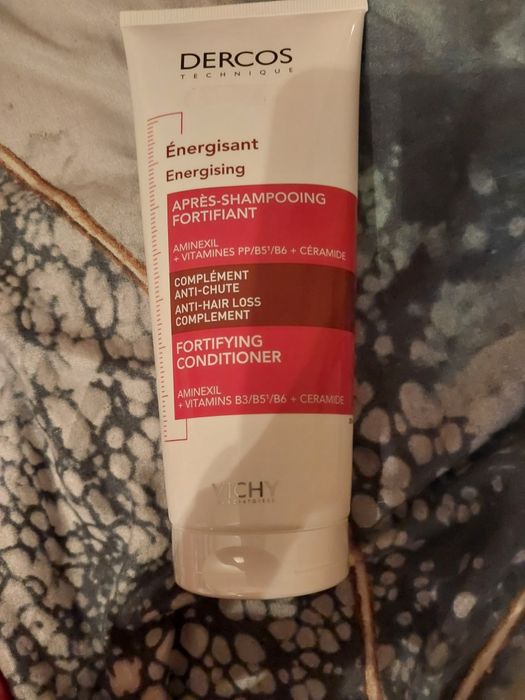 DERCOS
TECHNIQUE
Énergisant
Energising
APRÈS-SHAMPOOING
FORTIFIANT
AMINEXIL
+ VITAMINES PP/B5¹/B6 + CÉRAMIDE
COMPLÉMENT
ANTI-CHUTE
ANTI-HAIR LOSS
COMPLEMENT
FORTIFYING
CONDITIONER
AMINEXIL
+ VITAMINS B3/B5¹/B6 + CERAMIDE
VICHY
LABORATOIRES